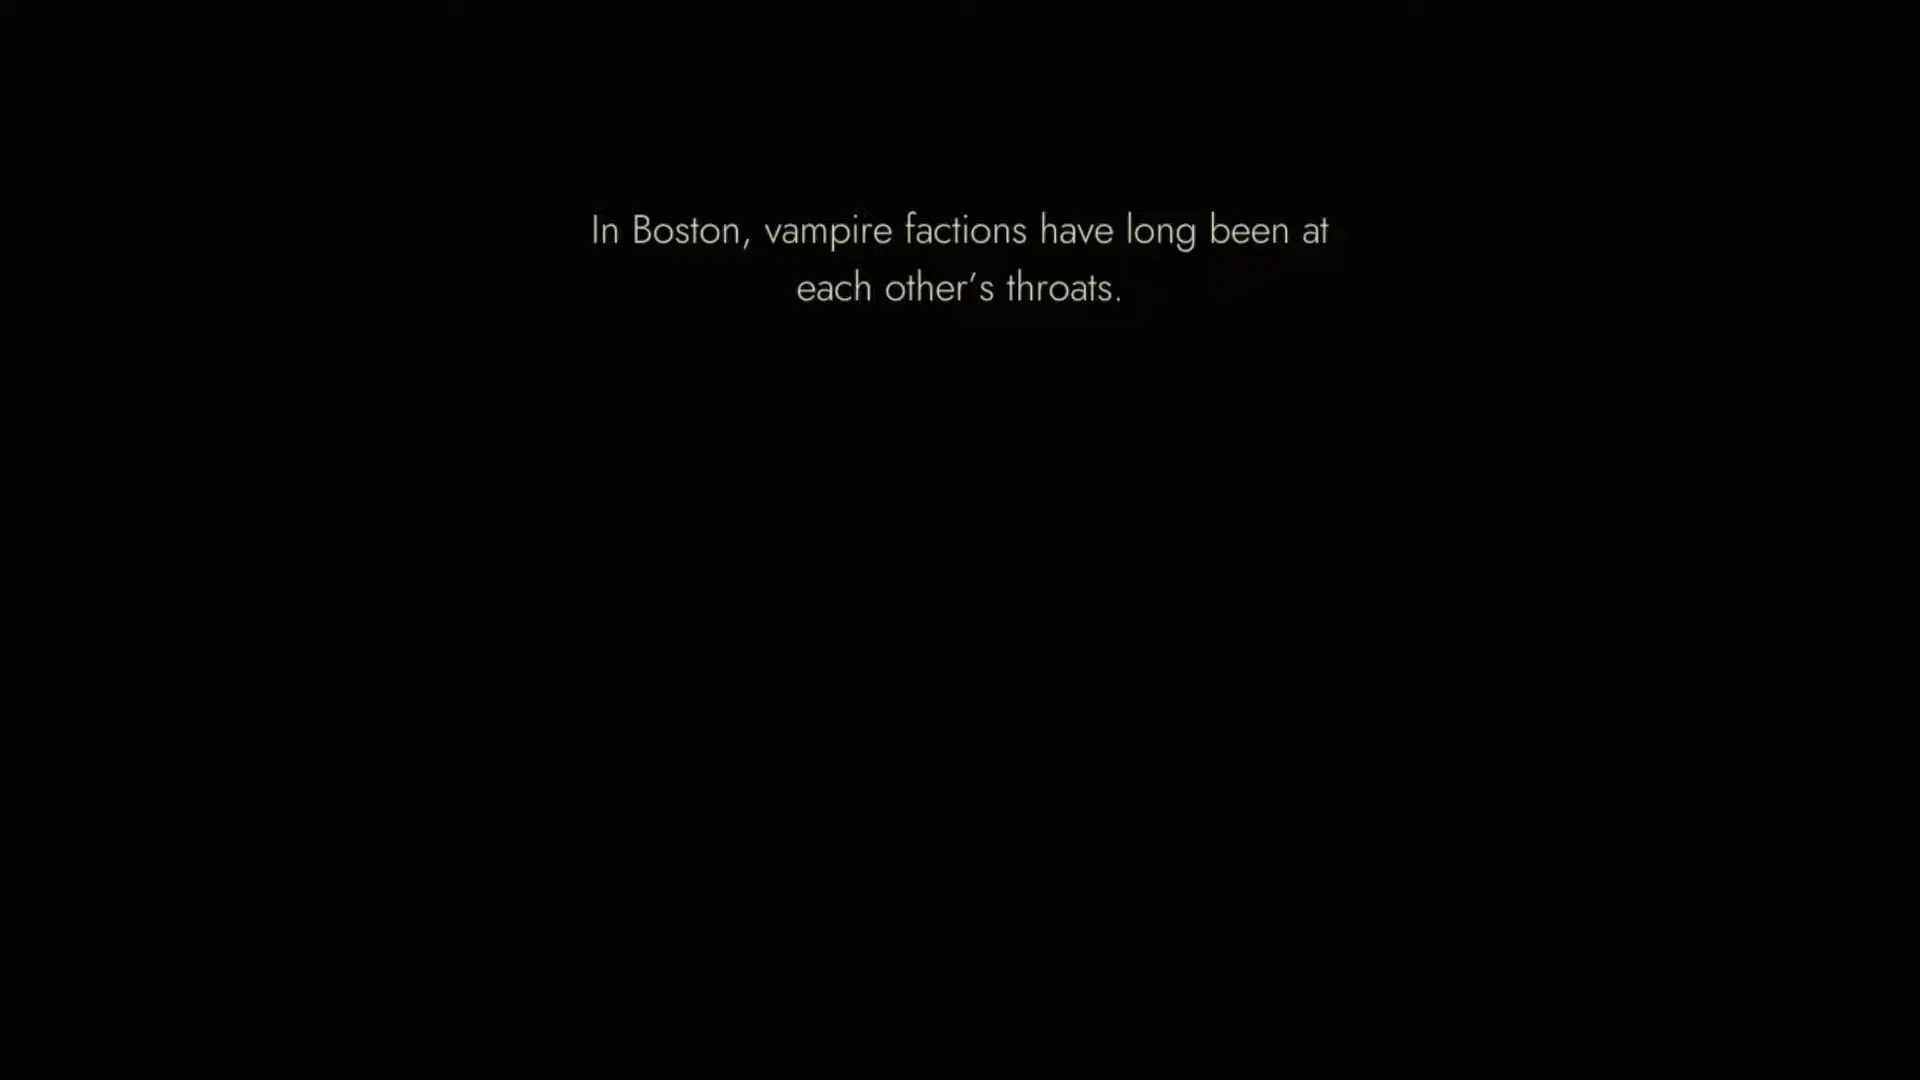 In Boston, vampire factions have long been at
each other’s throats.